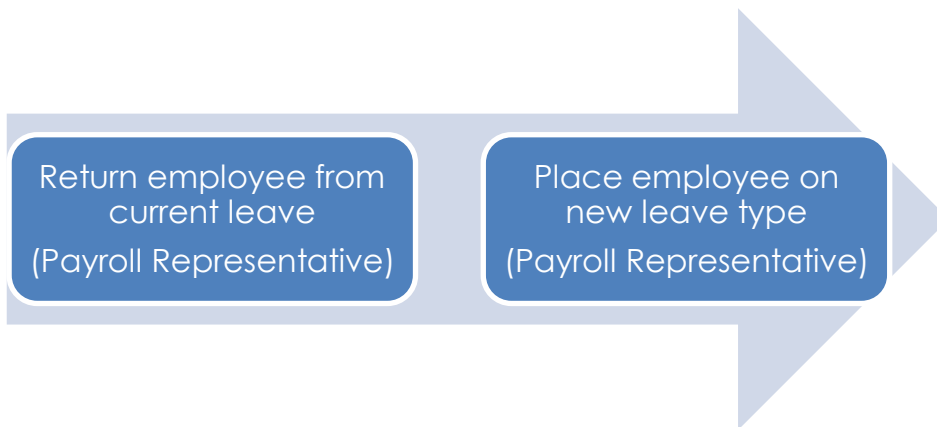 Return employee from
current leave
(Payroll Representative)
Place employee on
new leave type
(Payroll Representative)